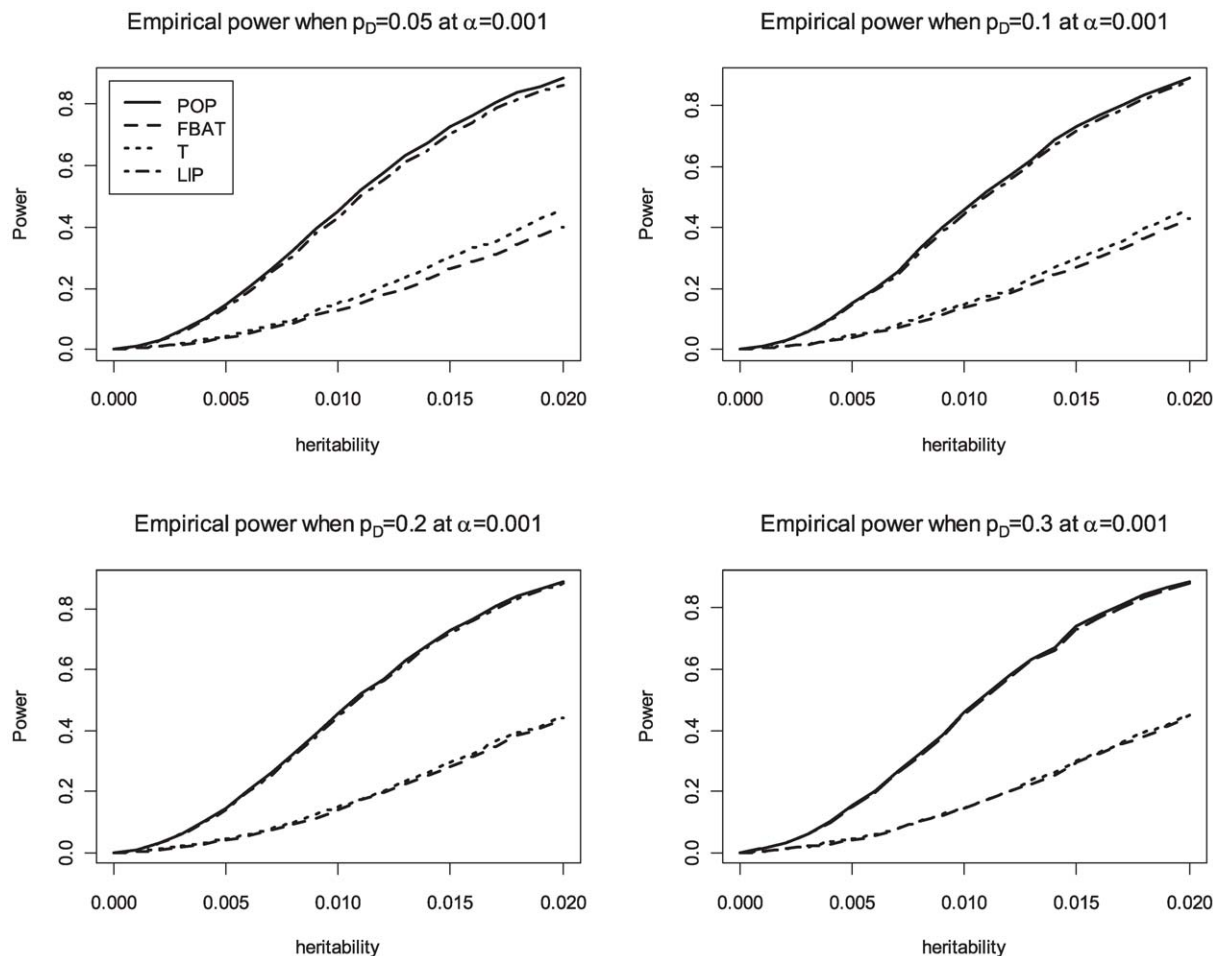 Empirical power when pD=0.05 at α=0.001
Power
0.0 0.2 0.4 0.6 0.8
POP
FBAT
T
LIP
0.000 0.005 0.010 0.015 0.020
heritability
Empirical power when pD=0.1 at α=0.001
Power
0.0 0.2 0.4 0.6 0.8
0.000 0.005 0.010 0.015 0.020
heritability
Empirical power when pD=0.2 at α=0.001
Power
0.0 0.2 0.4 0.6 0.8
0.000 0.005 0.010 0.015 0.020
heritability
Empirical power when pD=0.3 at α=0.001
Power
0.0 0.2 0.4 0.6 0.8
0.000 0.005 0.010 0.015 0.020
heritability